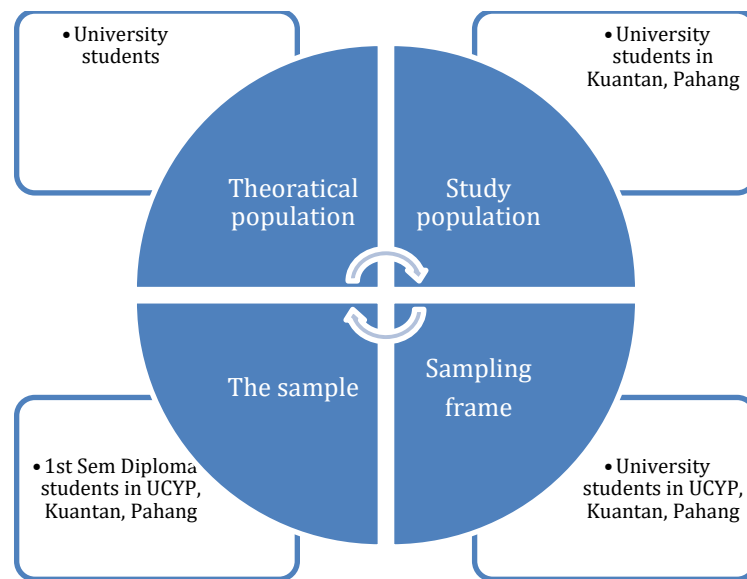 •University
students
•University
students in
Kuantan, Pahang
Theoratical
population
Study
population
The sample
Sampling
frame
•1st Sem Diploma
students in UCYP,
Kuantan, Pahang
•University
students in UCYP,
Kuantan, Pahang